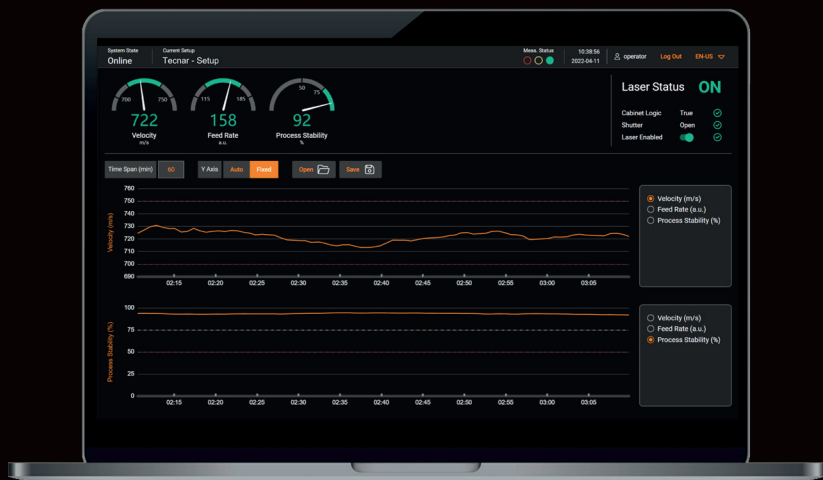 System State
Online
Current Setup
Tecnar - Setup
Meas. Status
10:38:56
2022-04-11
operator
Log Out
EN-US
700 750
722
Velocity
m/s
115 185
158
Feed Rate
a.u.
50 75
92
Process Stability
%
Laser Status ON
Cabinet Logic True
Shutter Open
Laser Enabled
Time Span (min) 60 Y Axis Auto Fixed Open Save
Velocity (m/s)
760
750
740
730
720
710
700
690
02:15 02:20 02:25 02:30 02:35 02:40 02:45 02:50 02:55 03:00 03:05
Velocity (m/s)
Feed Rate (a.u.)
Process Stability (%)
Process Stability (%)
100
75
50
25
0
02:15 02:20 02:25 02:30 02:35 02:40 02:45 02:50 02:55 03:00 03:05
Velocity (m/s)
Feed Rate (a.u.)
Process Stability (%)